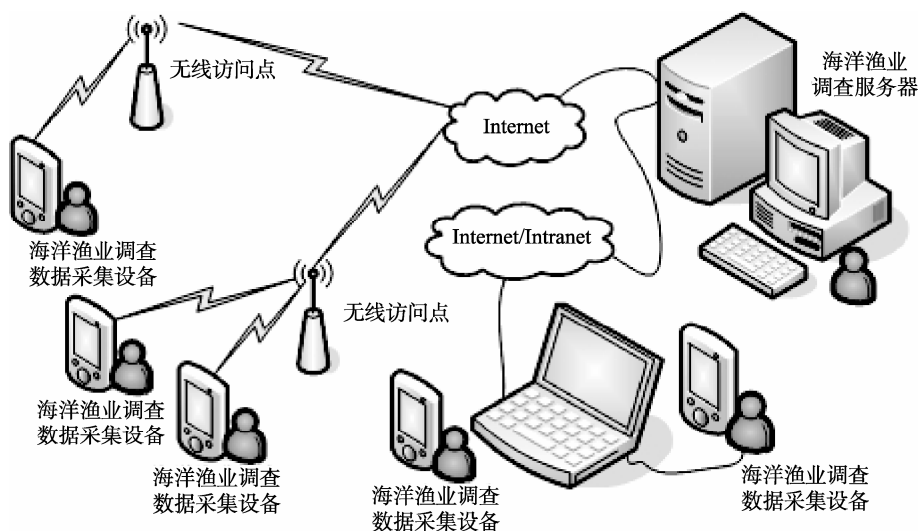 无线访问点
海洋渔业
调查服务器
Internet
海洋渔业调查
数据采集设备
Internet/Intranet
无线访问点
海洋渔业调查
数据采集设备
海洋渔业调查
数据采集设备
海洋渔业调查
数据采集设备
海洋渔业调查
数据采集设备